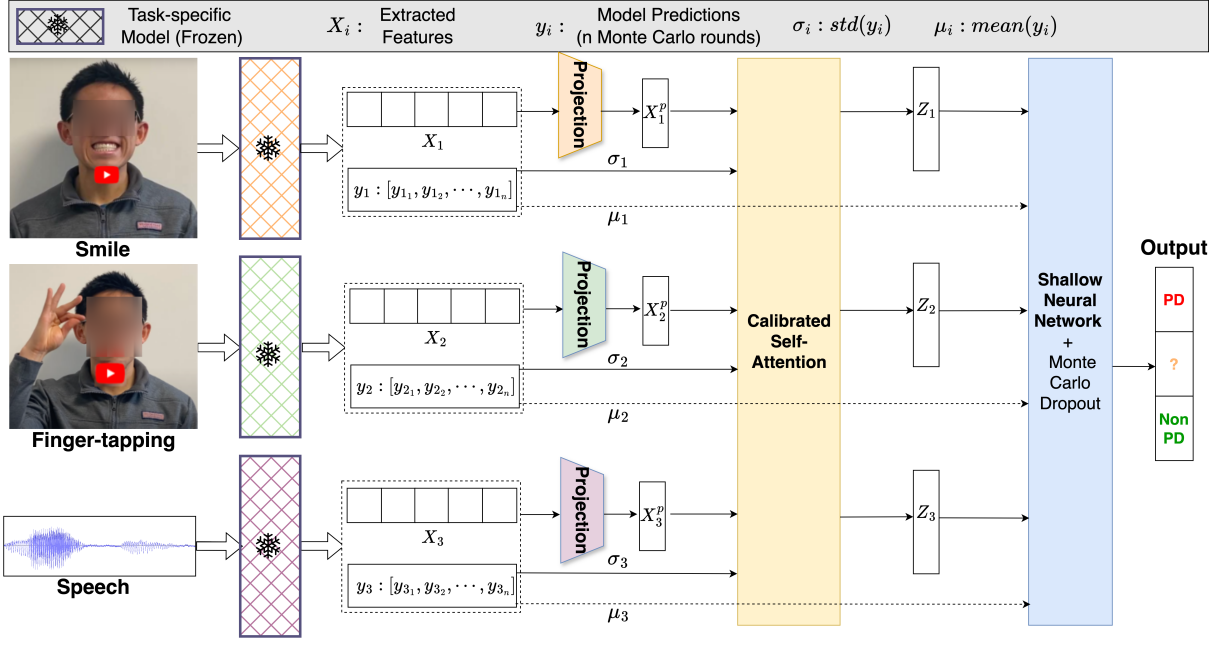 Task-specific
Model (Frozen)
X_i :
Extracted
Features
y_i :
Model Predictions
(n Monte Carlo rounds)
σ_i : std(y_i)
μ_i : mean(y_i)
Smile
X_1
y_1 : [y_{1_1}, y_{1_2}, ⋯, y_{1_n}]
Projection
X_1^p
σ_1
μ_1
Z_1
Finger-tapping
X_2
y_2 : [y_{2_1}, y_{2_2}, ⋯, y_{2_n}]
Projection
X_2^p
σ_2
μ_2
Z_2
Speech
X_3
y_3 : [y_{3_1}, y_{3_2}, ⋯, y_{3_n}]
Projection
X_3^p
σ_3
μ_3
Z_3
Calibrated
Self-
Attention
Shallow
Neural
Network
+
Monte
Carlo
Dropout
Output
PD
?
Non
PD